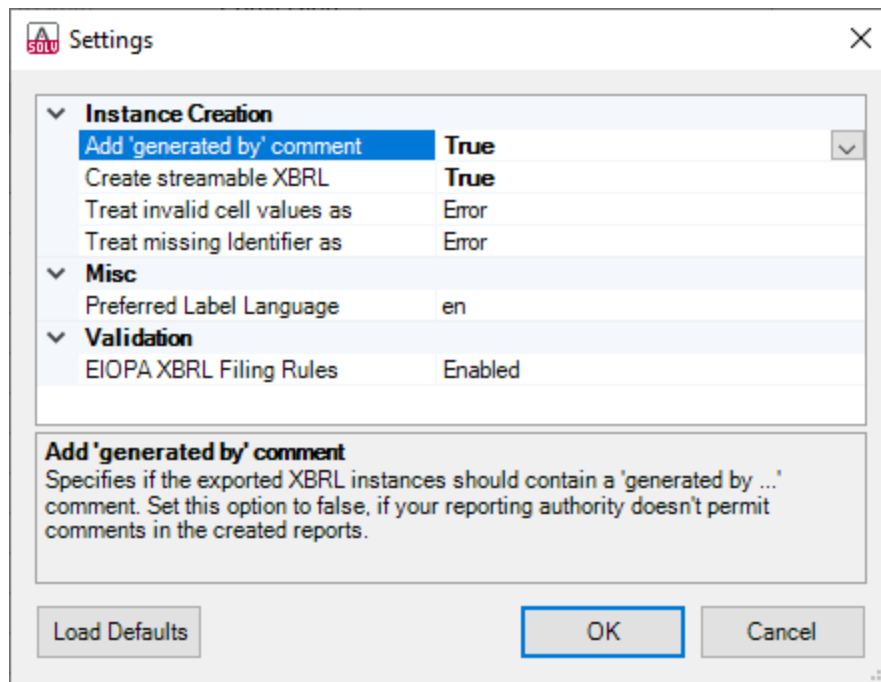 A
SOLV
Settings
Instance Creation
Add 'generated by' comment True
Create streamable XBRL True
Treat invalid cell values as Error
Treat missing Identifier as Error
Misc
Preferred Label Language en
Validation
EIOPA XBRL Filing Rules Enabled
Add 'generated by' comment
Specifies if the exported XBRL instances should contain a 'generated by ...'
comment. Set this option to false, if your reporting authority doesn't permit
comments in the created reports.
Load Defaults OK Cancel